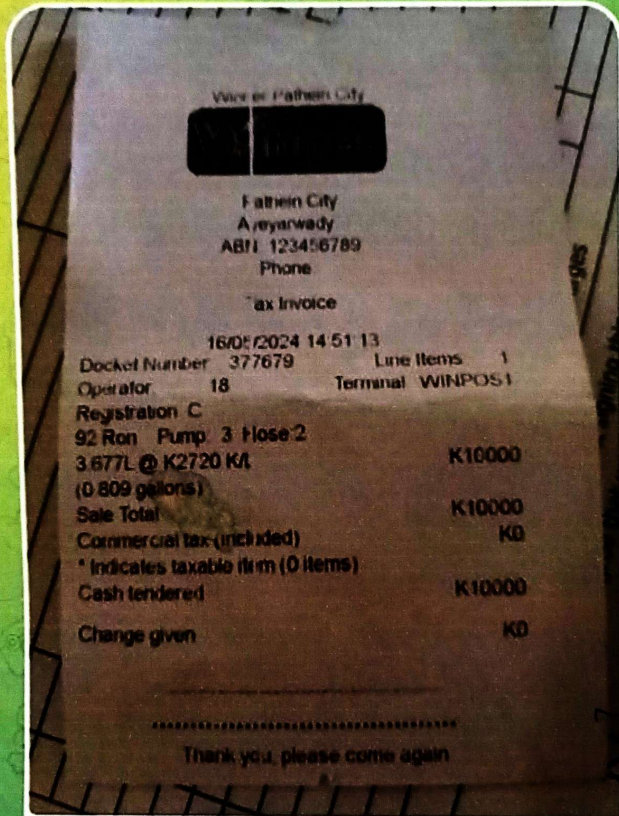 Pathein City
Pathein City
Ayeyarwady
ABN 123456789
Phone
Tax Invoice
16/05/2024 14:51:13
Docket Number 377679 Line Items 1
Operator 18 Terminal WINPOS1
Registration C
92 Ron Pump: 3 Hose:2
3.677L @ K2720 K/L K10000
(0.809 gallons)
Sale Total K10000
Commercial tax (included) K0
* Indicates taxable item (0 items)
Cash tendered K10000
Change given K0
Thank you, please come again